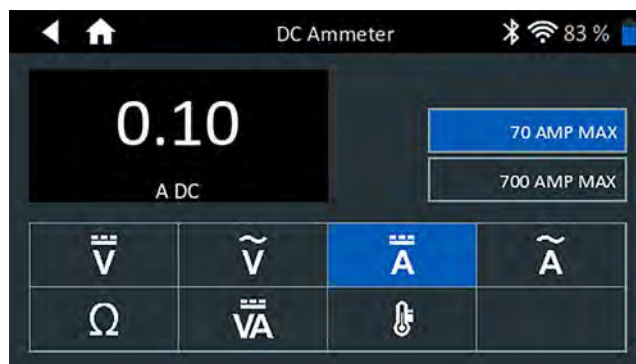 DC Ammeter
83 %
0.10
A DC
70 AMP MAX
700 AMP MAX
V
V
A
A
Ω
VA